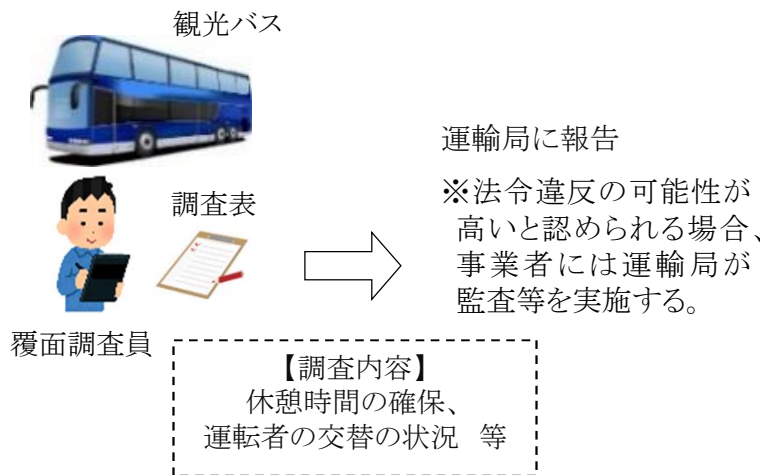 観光バス
調査表
覆面調査員
【調査内容】
休憩時間の確保、
運転者の交替の状況 等
運輸局に報告
※法令違反の可能性が
高いと認められる場合、
事業者には運輸局が
監査等を実施する。